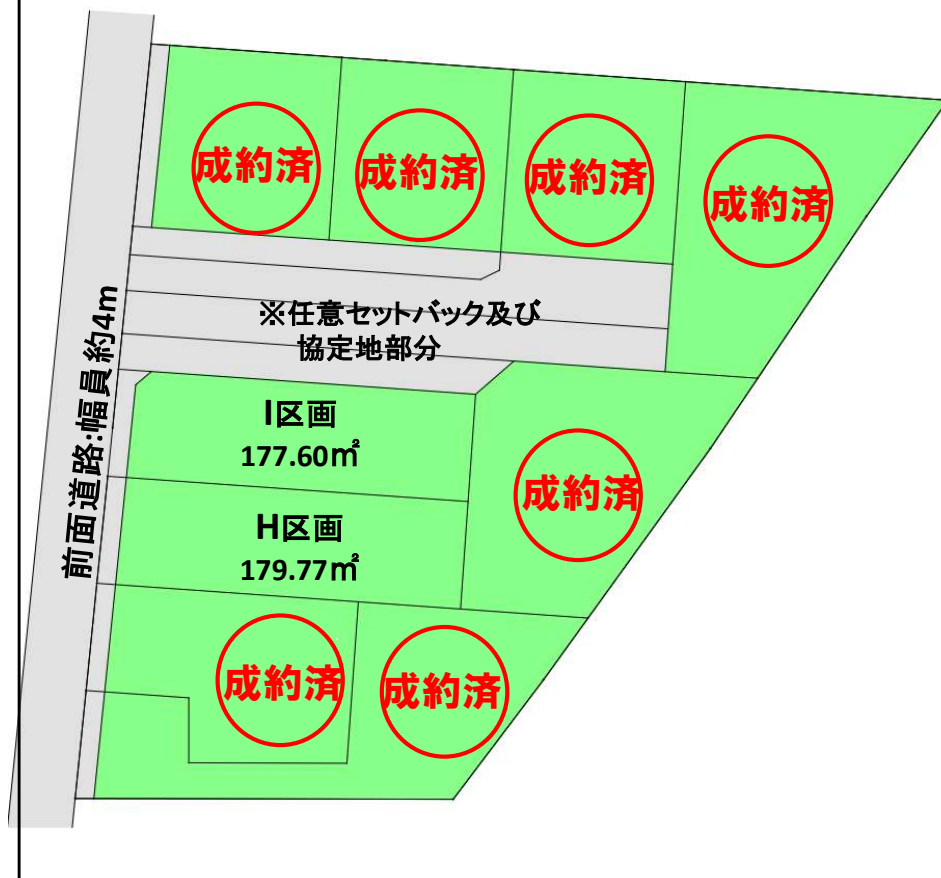 成約済
成約済
成約済
成約済
※任意セットバック及び
協定地部分
前面道路:幅員約4m
I区画
177.60㎡
成約済
H区画
179.77㎡
成約済
成約済